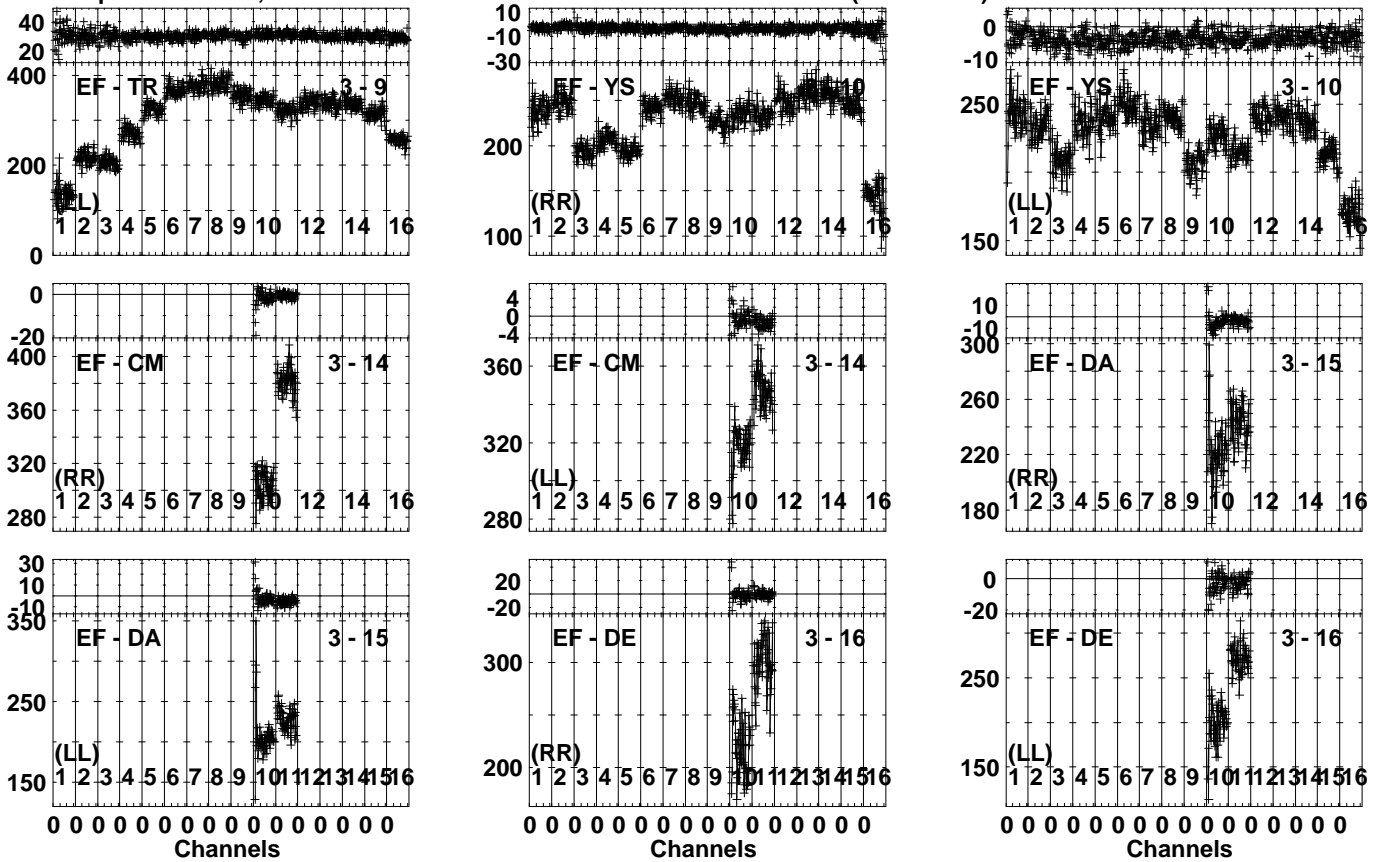 40 10 0
20 -10 -10
-30
400 EF - TR 3 - 9 EF - YS 3 - 10 250 EF - YS 3 - 10
200 200
(LL) (RR) (LL)
1 2 3 4 5 6 7 8 9 10 12 14 16 1 2 3 4 5 6 7 8 9 10 12 14 16 1 2 3 4 5 6 7 8 9 10 12 14 16
0 100 150
0 4 10
-20 0 -10
-4
400 EF - CM 3 - 14 360 EF - CM 3 - 14 300 EF - DA 3 - 15
360 320 260
320 220
(RR) (LL) (RR)
1 2 3 4 5 6 7 8 9 10 12 14 16 1 2 3 4 5 6 7 8 9 10 12 14 16 1 2 3 4 5 6 7 8 9 10 12 14 16
280 280 180
30 20 0
10 -20 -20
-10
350 EF - DA 3 - 15 EF - DE 3 - 16 EF - DE 3 - 16
250 300 250
(LL) (RR) (LL)
150 1 2 3 4 5 6 7 8 9 10 11 12 13 14 15 16 200 1 2 3 4 5 6 7 8 9 10 11 12 13 14 15 16 150 1 2 3 4 5 6 7 8 9 10 11 12 13 14 15 16
0 0 0 0 0 0 0 0 0 0 0 0 0 0 0 0 0 0 0 0 0 0 0 0 0 0 0 0 0 0 0 0 0 0 0 0 0 0 0 0 0 0 0 0 0 0 0 0
Channels Channels Channels